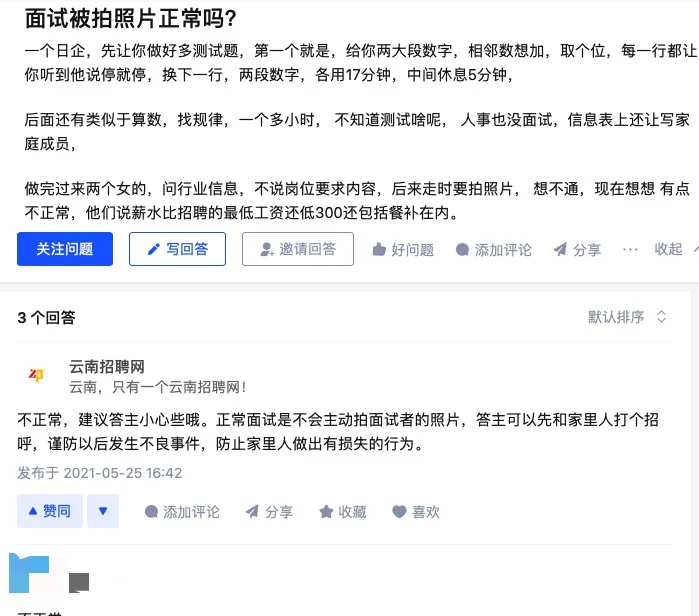 面试被拍照片正常吗?
一个日企，先让你做好多测试题，第一个就是，给你两大段数字，相邻数想加，取个位，每一行都让
你听到他说停就停，换下一行，两段数字，各用17分钟，中间休息5分钟，
后面还有类似于算数，找规律，一个多小时， 不知道测试啥呢， 人事也没面试，信息表上还让写家
庭成员，
做完过来两个女的，问行业信息，不说岗位要求内容，后来走时要拍照片， 想不通，现在想想 有点
不正常，他们说薪水比招聘的最低工资还低300还包括餐补在内。
关注问题 写回答 邀请回答 好问题 添加评论 分享 ··· 收起
3 个回答 默认排序
云南招聘网
云南，只有一个云南招聘网！
不正常，建议答主小心些哦。正常面试是不会主动拍面试者的照片，答主可以先和家里人打个招
呼，谨防以后发生不良事件，防止家里人做出有损失的行为。
发布于 2021-05-25 16:42
赞同 添加评论 分享 收藏 喜欢